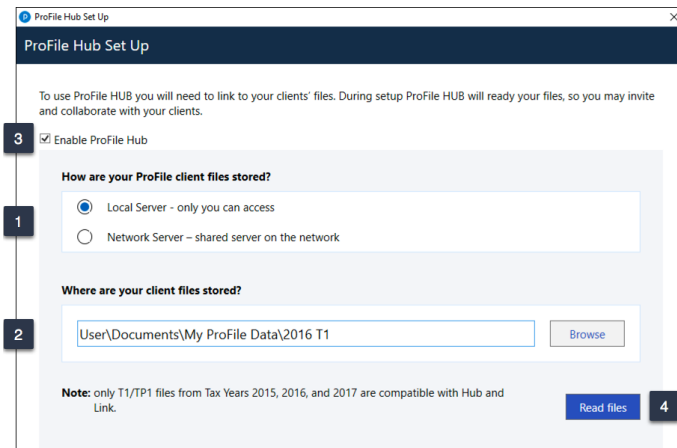 ProFile Hub Set Up
ProFile Hub Set Up
To use ProFile HUB you will need to link to your clients' files. During setup ProFile HUB will ready your files, so you may invite
and collaborate with your clients.
3 Enable ProFile Hub
How are your ProFile client files stored?
1
Local Server - only you can access
Network Server – shared server on the network
Where are your client files stored?
2 User\Documents\My ProFile Data\2016 T1 Browse
Note: only T1/TP1 files from Tax Years 2015, 2016, and 2017 are compatible with Hub and
Link.
Read files 4